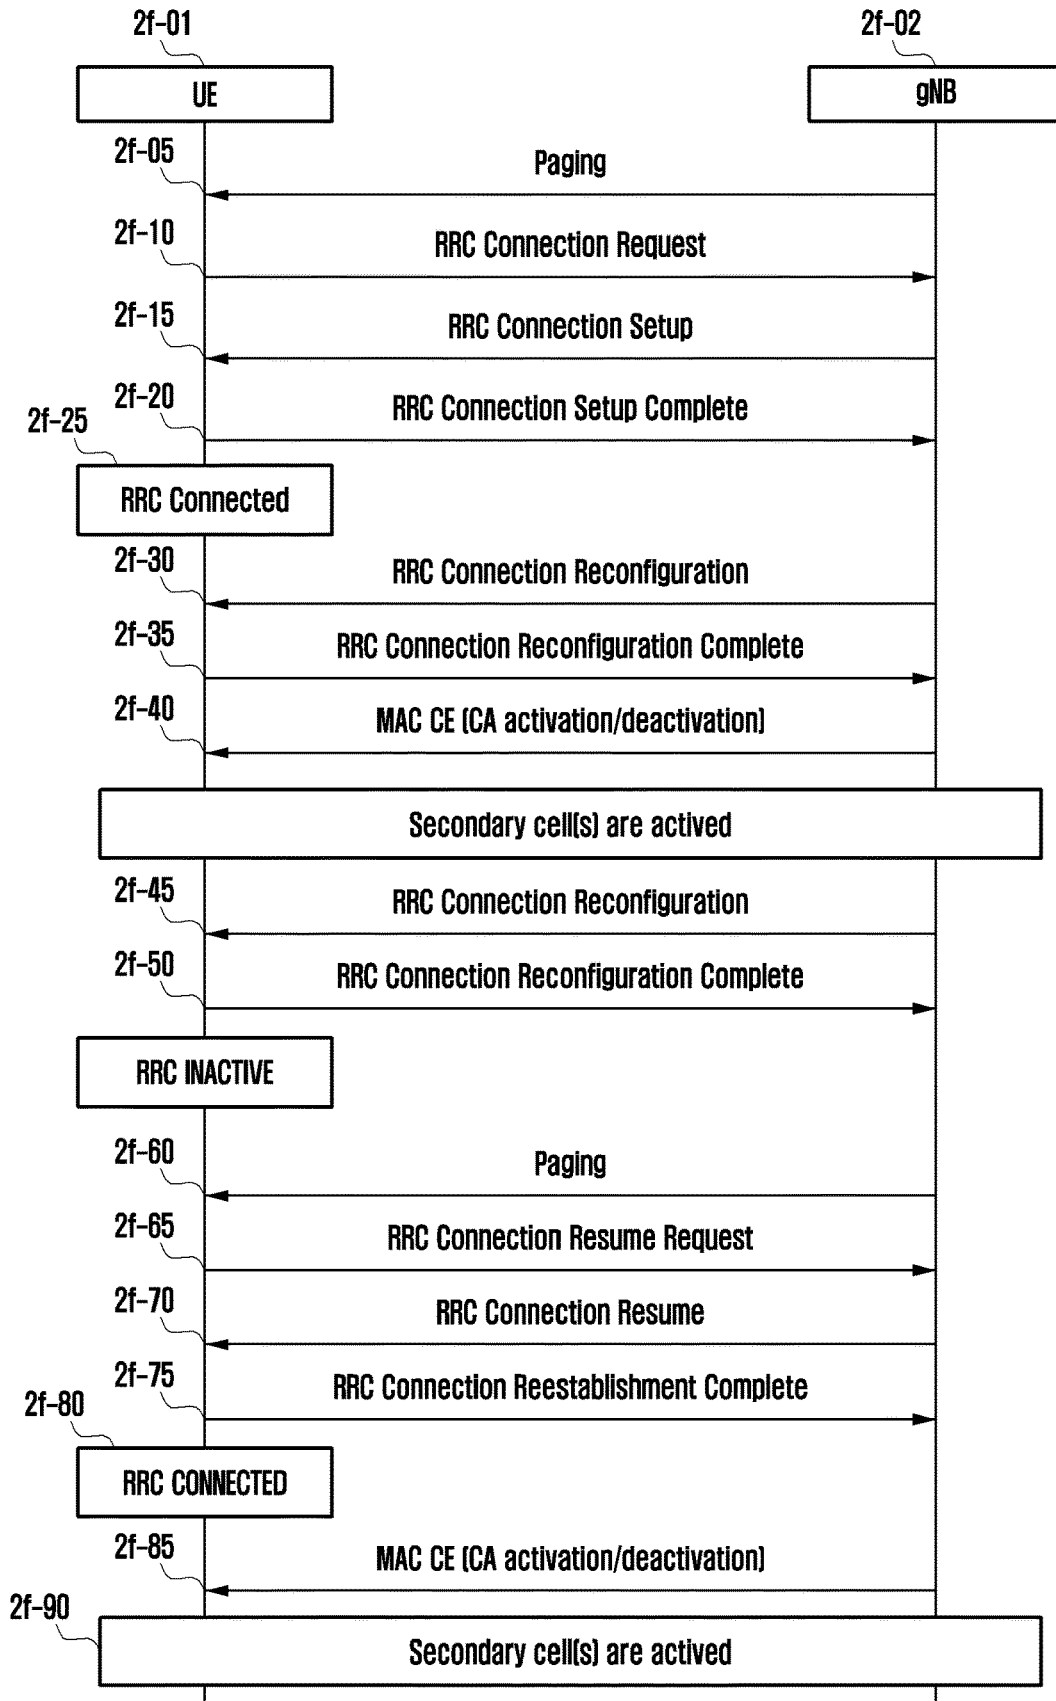 2f-01
2f-02
UE
gNB
2f-05
Paging
2f-10
RRC Connection Request
2f-15
RRC Connection Setup
2f-20
RRC Connection Setup Complete
2f-25
RRC Connected
2f-30
RRC Connection Reconfiguration
2f-35
RRC Connection Reconfiguration Complete
2f-40
MAC CE (CA activation/deactivation)
Secondary cell(s) are actived
2f-45
RRC Connection Reconfiguration
2f-50
RRC Connection Reconfiguration Complete
RRC INACTIVE
2f-60
Paging
2f-65
RRC Connection Resume Request
2f-70
RRC Connection Resume
2f-75
RRC Connection Reestablishment Complete
2f-80
RRC CONNECTED
2f-85
MAC CE (CA activation/deactivation)
2f-90
Secondary cell(s) are actived